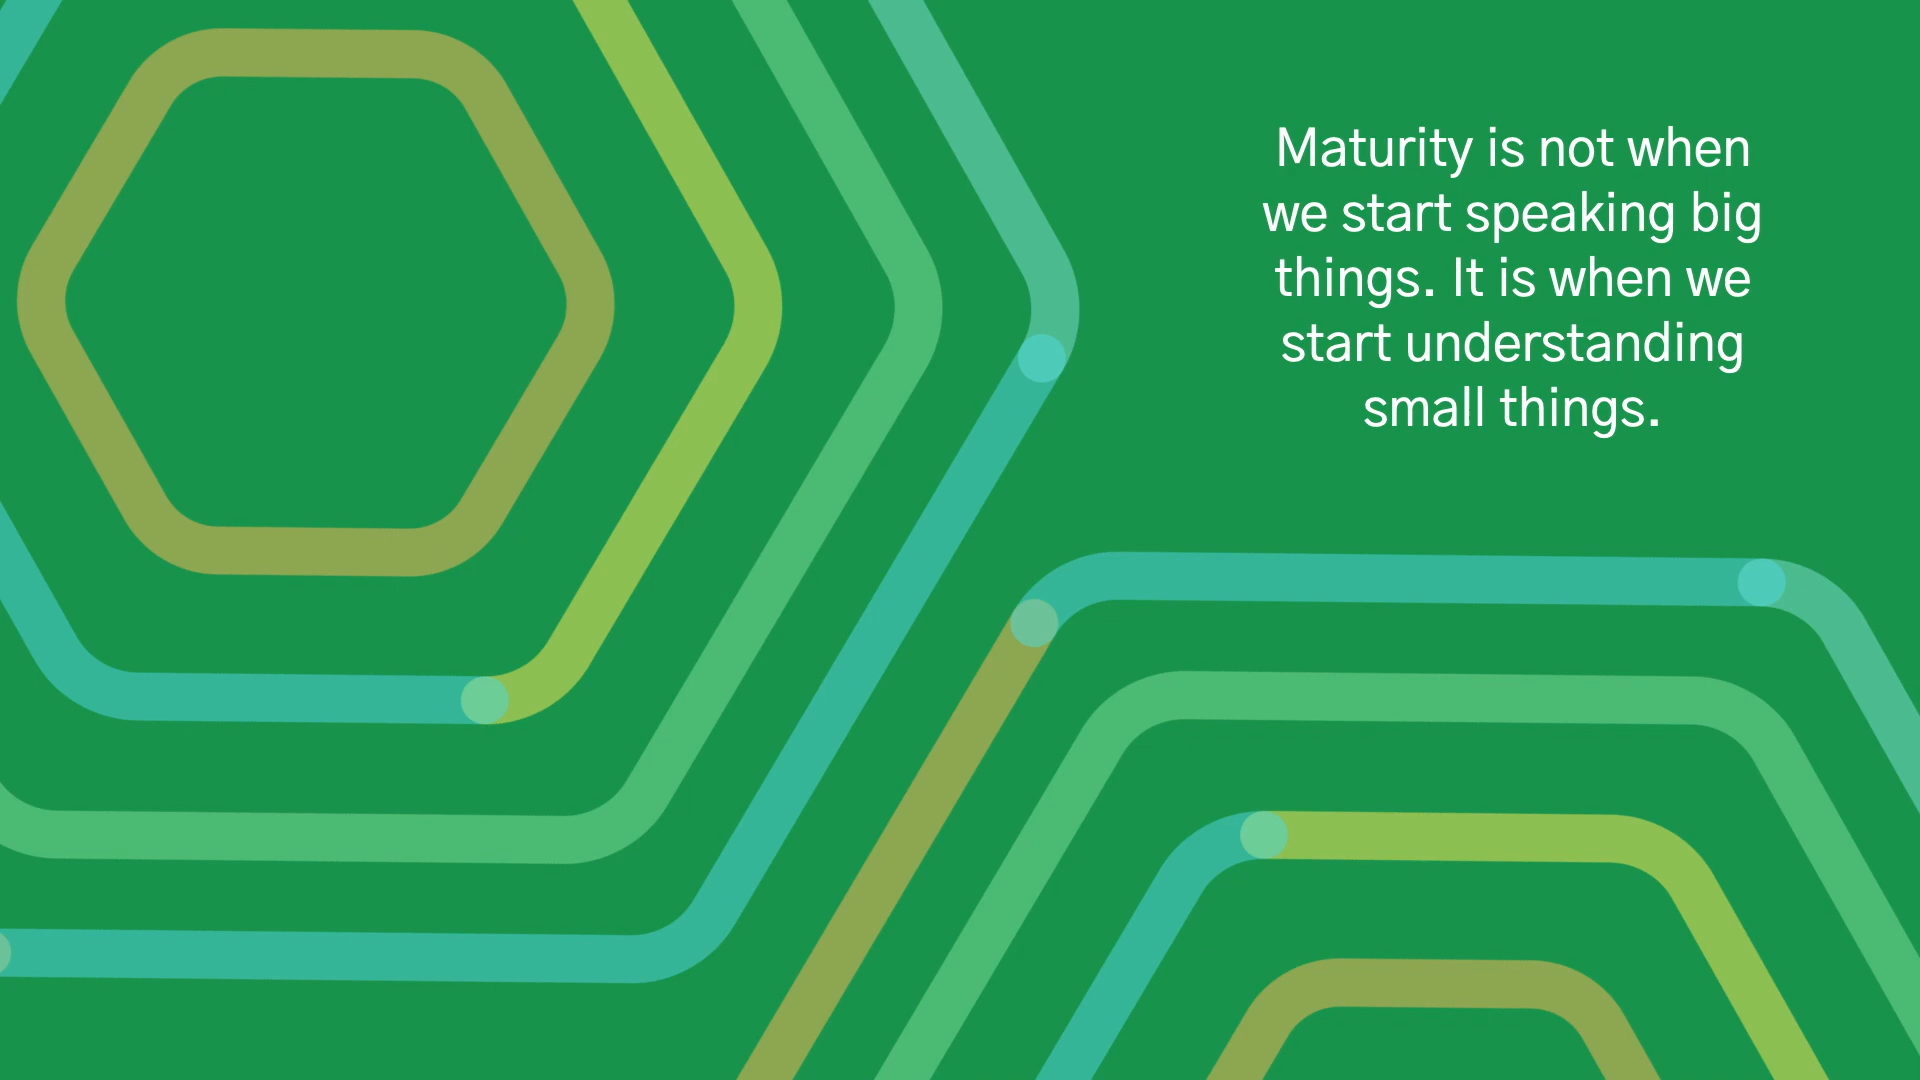 Maturity is not when
we start speaking big
things. It is when we
start understanding
small things.